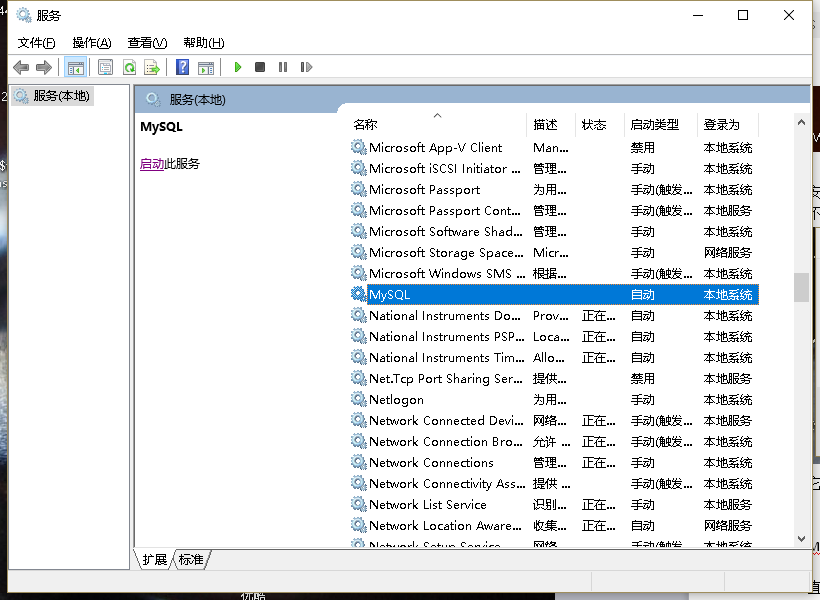 服务
文件(F) 操作(A) 查看(V) 帮助(H)
服务(本地)
服务(本地)
MySQL
启动此服务
名称 描述 状态 启动类型 登录为
Microsoft App-V Client Man... 禁用 本地系统
Microsoft iSCSI Initiator ... 管理... 手动 本地系统
Microsoft Passport 为用... 手动(触发... 本地系统
Microsoft Passport Cont... 管理... 手动(触发... 本地服务
Microsoft Software Shad... 管理... 手动 本地系统
Microsoft Storage Space... Micr... 手动 网络服务
Microsoft Windows SMS ... 根据... 手动(触发... 本地系统
MySQL 自动 本地系统
National Instruments Do... Prov... 正在... 自动 本地系统
National Instruments PSP... Loca... 正在... 自动 本地系统
National Instruments Tim... Allo... 正在... 自动 本地系统
Net.Tcp Port Sharing Ser... 提供... 禁用 本地服务
Netlogon 为用... 手动 本地系统
Network Connected Devi... 网络... 正在... 手动(触发... 本地服务
Network Connection Bro... 允许 ... 正在... 手动(触发... 本地系统
Network Connections 管理... 正在... 手动 本地系统
Network Connectivity Ass... 提供 ... 手动(触发... 本地系统
Network List Service 识别... 正在... 手动 本地服务
Network Location Aware... 收集... 正在... 自动 网络服务
Network Setup Service 网络... 手动(触发... 本地系统
扩展 标准
优酷